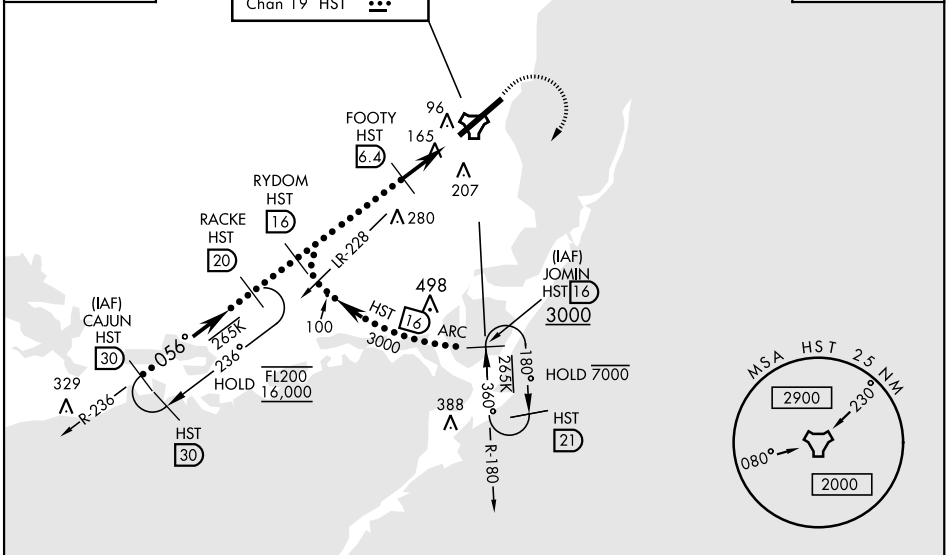 Chan 19 HST
96
FOOTY
HST
6.4
165
207
RYDOM
HST
16
280
RACKE
HST
20
LR-228
(IAF)
JOMIN
HST 16
3000
498
HST 16 ARC
3000
100
(IAF)
CAJUN
HST
30
056°
265K
236°
HOLD FL200
16,000
329
R-236
HST
30
265K
180°
HOLD 7000
360°
388
HST
21
R-180
MSA HST 25 NM
2900
230°
080°
2000